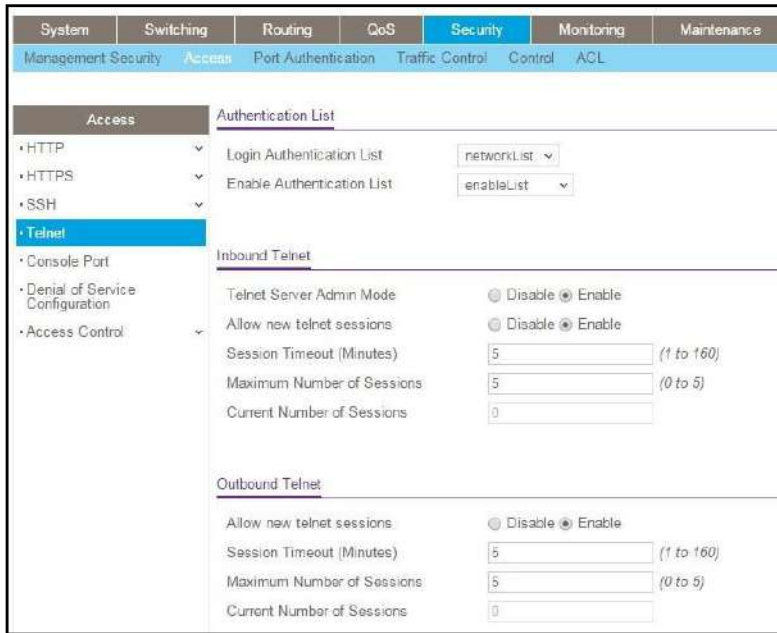 System Switching Routing QoS Security Monitoring Maintenance
Management Security Access Port Authentication Traffic Control Control ACL
Access
HTTP
HTTPS
SSH
Telnet
Console Port
Denial of Service
Configuration
Access Control
Authentication List
Login Authentication List networkList
Enable Authentication List enableList
Inbound Telnet
Telnet Server Admin Mode Disable Enable
Allow new telnet sessions Disable Enable
Session Timeout (Minutes) 5 (1 to 160)
Maximum Number of Sessions 5 (0 to 5)
Current Number of Sessions 0
Outbound Telnet
Allow new telnet sessions Disable Enable
Session Timeout (Minutes) 5 (1 to 160)
Maximum Number of Sessions 5 (0 to 5)
Current Number of Sessions 0